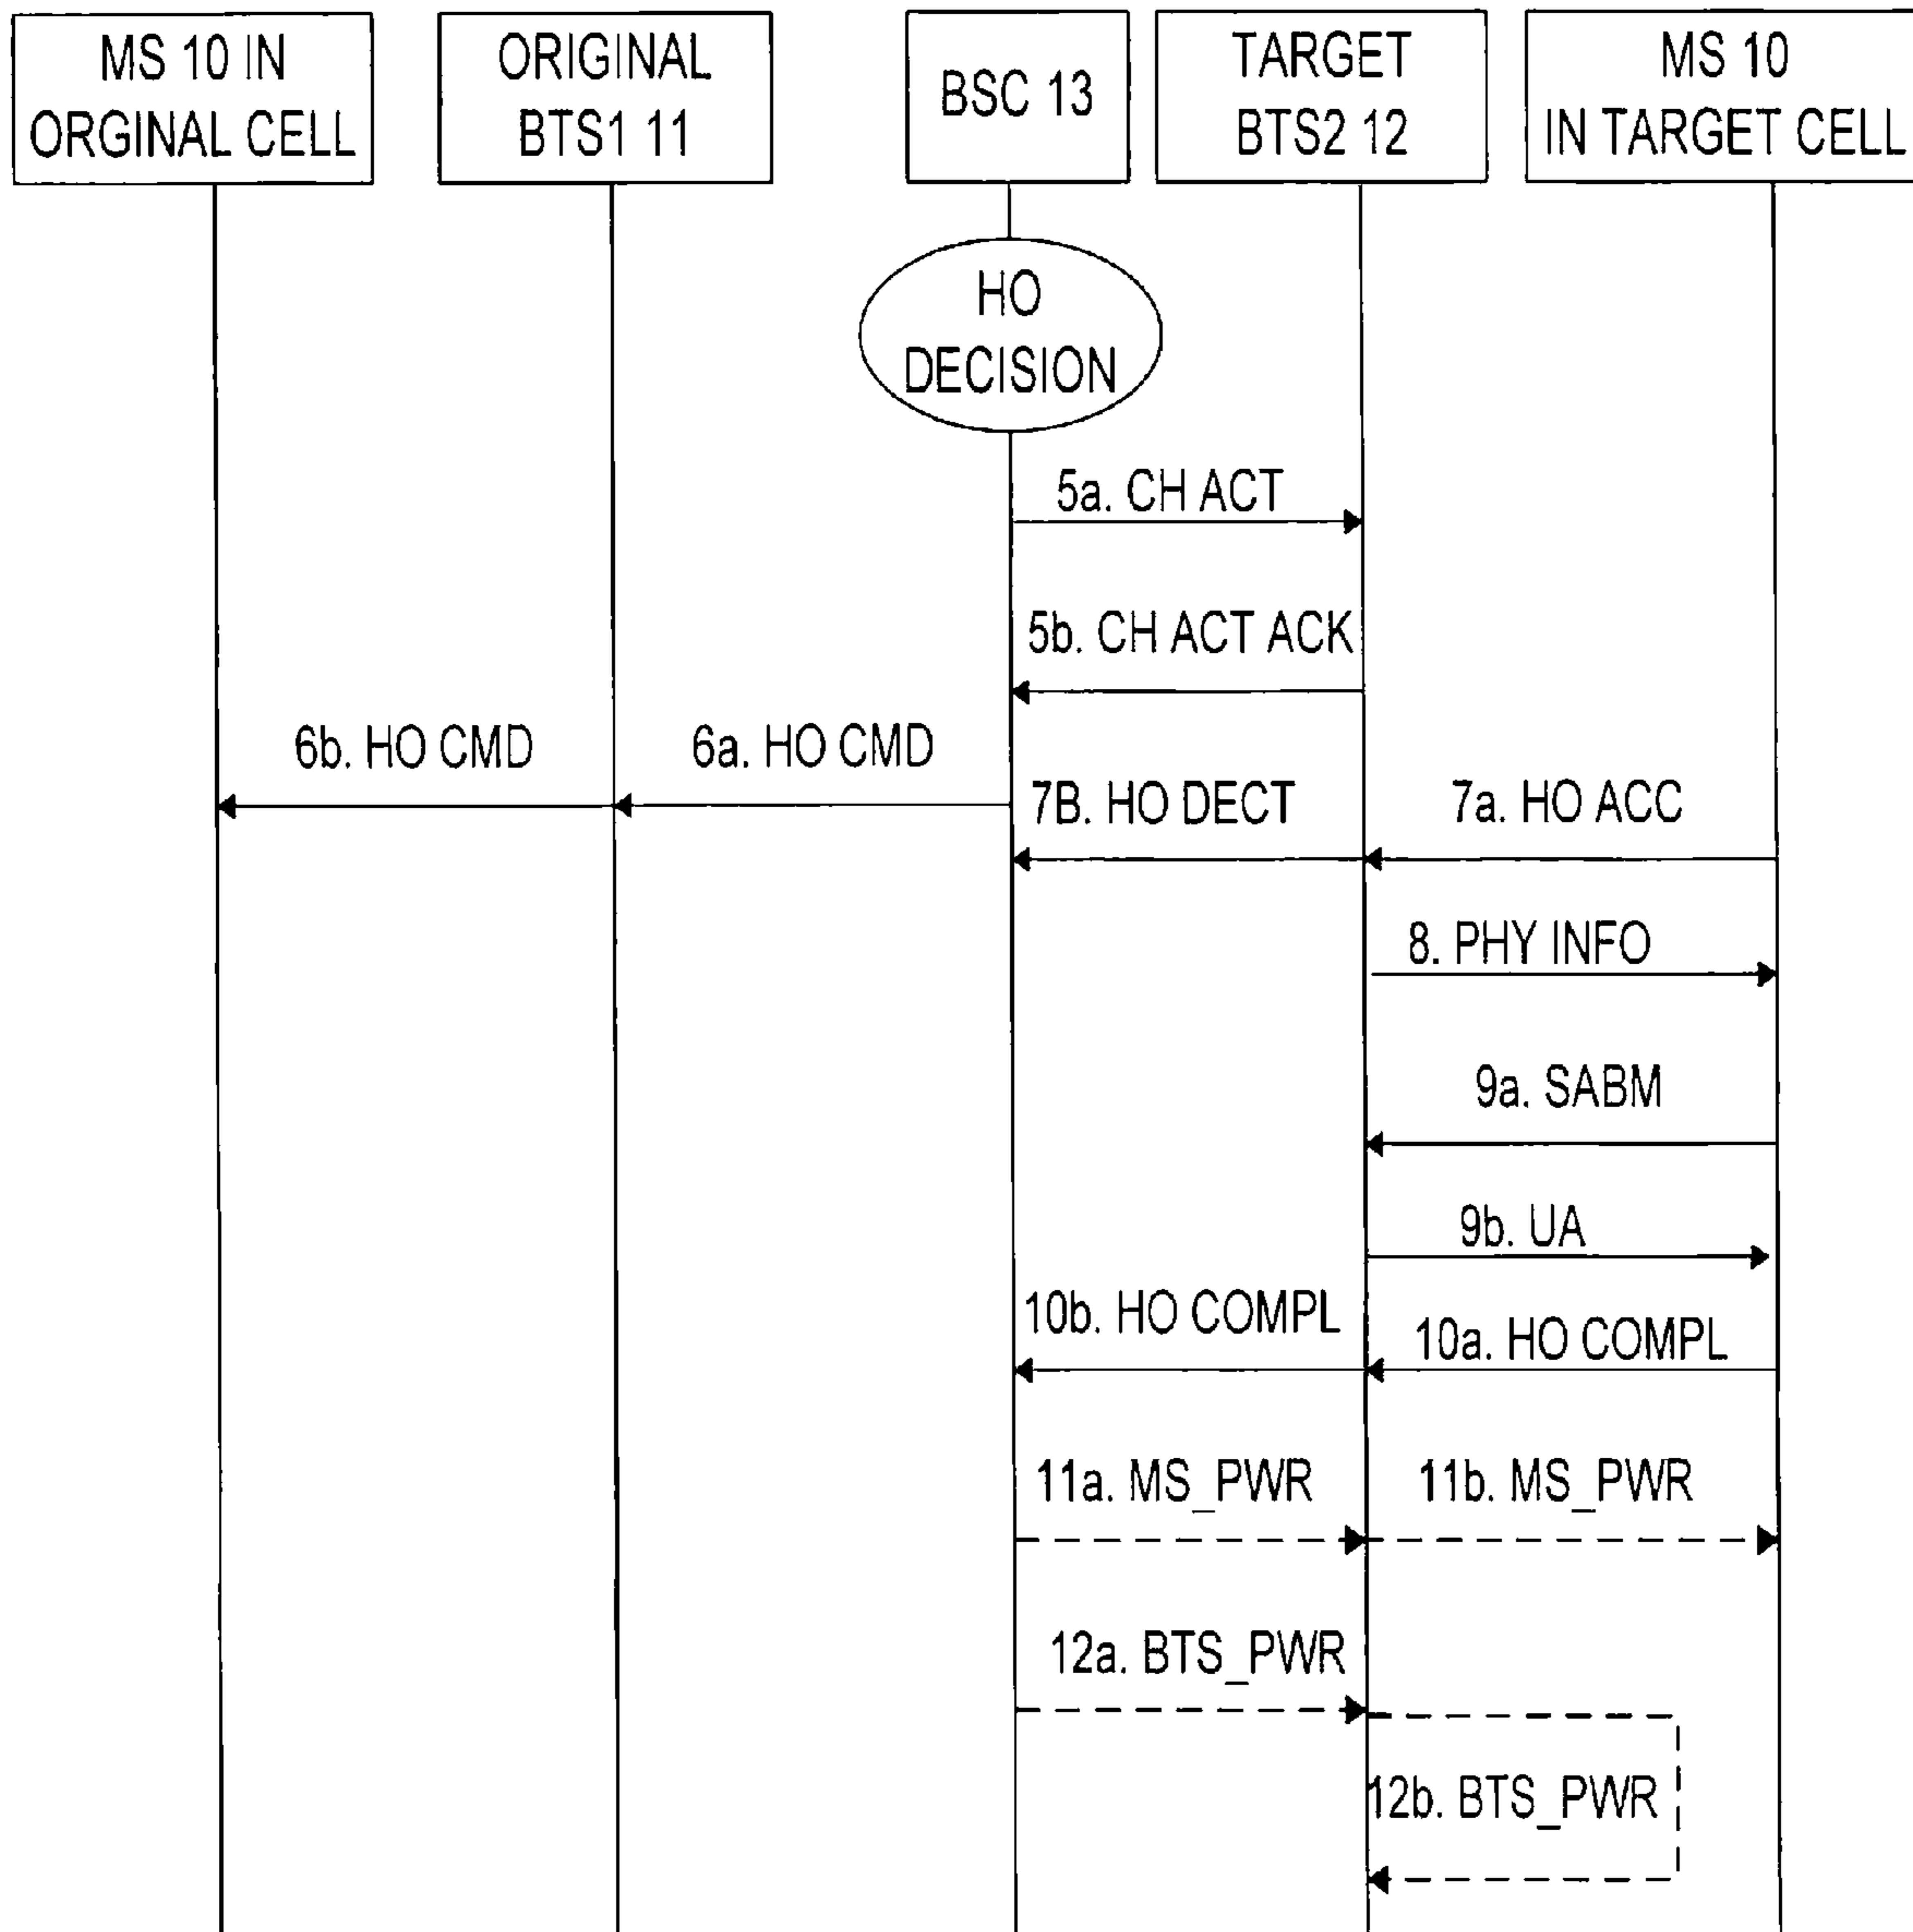 MS 10 IN
ORGINAL CELL
ORIGINAL
BTS1 11
BSC 13
TARGET
BTS2 12
MS 10
IN TARGET CELL
HO
DECISION
5a. CH ACT
5b. CH ACT ACK
6b. HO CMD
6a. HO CMD
7B. HO DECT
7a. HO ACC
8. PHY INFO
9a. SABM
9b. UA
10b. HO COMPL
10a. HO COMPL
11a. MS_PWR
11b. MS_PWR
12a. BTS_PWR
12b. BTS_PWR